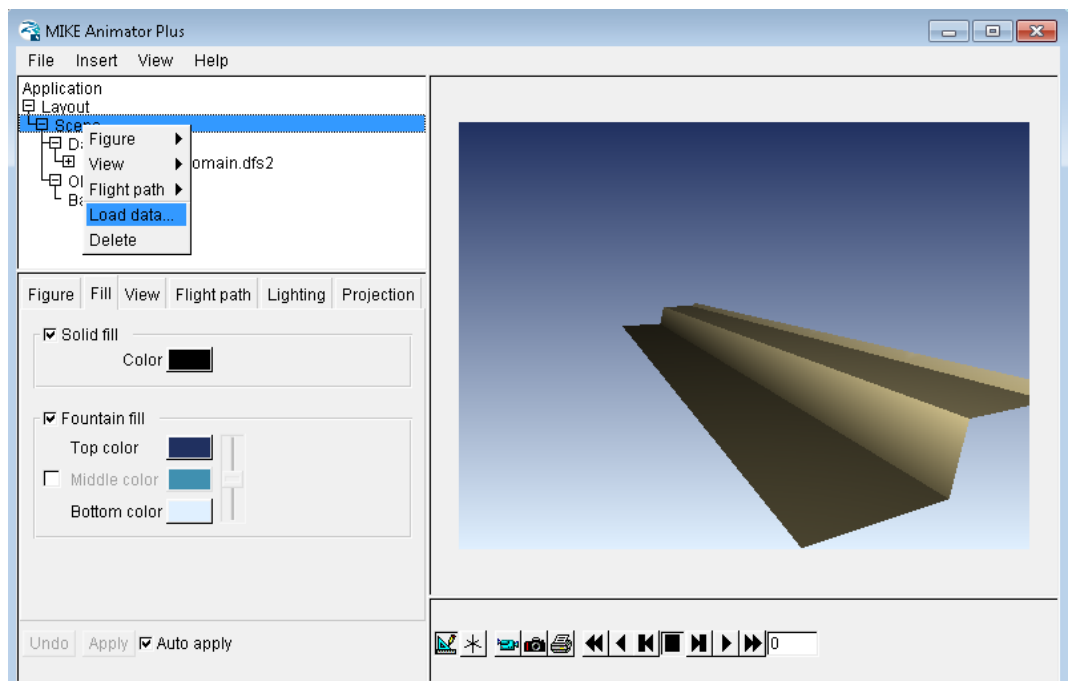 MIKE Animator Plus
File Insert View Help
Application
Layout
Scene
Figure
View
omain.dfs2
Flight path
Load data...
Delete
Figure Fill View Flight path Lighting Projection
Solid fill
Color
Fountain fill
Top color
Middle color
Bottom color
Undo Apply Auto apply
0